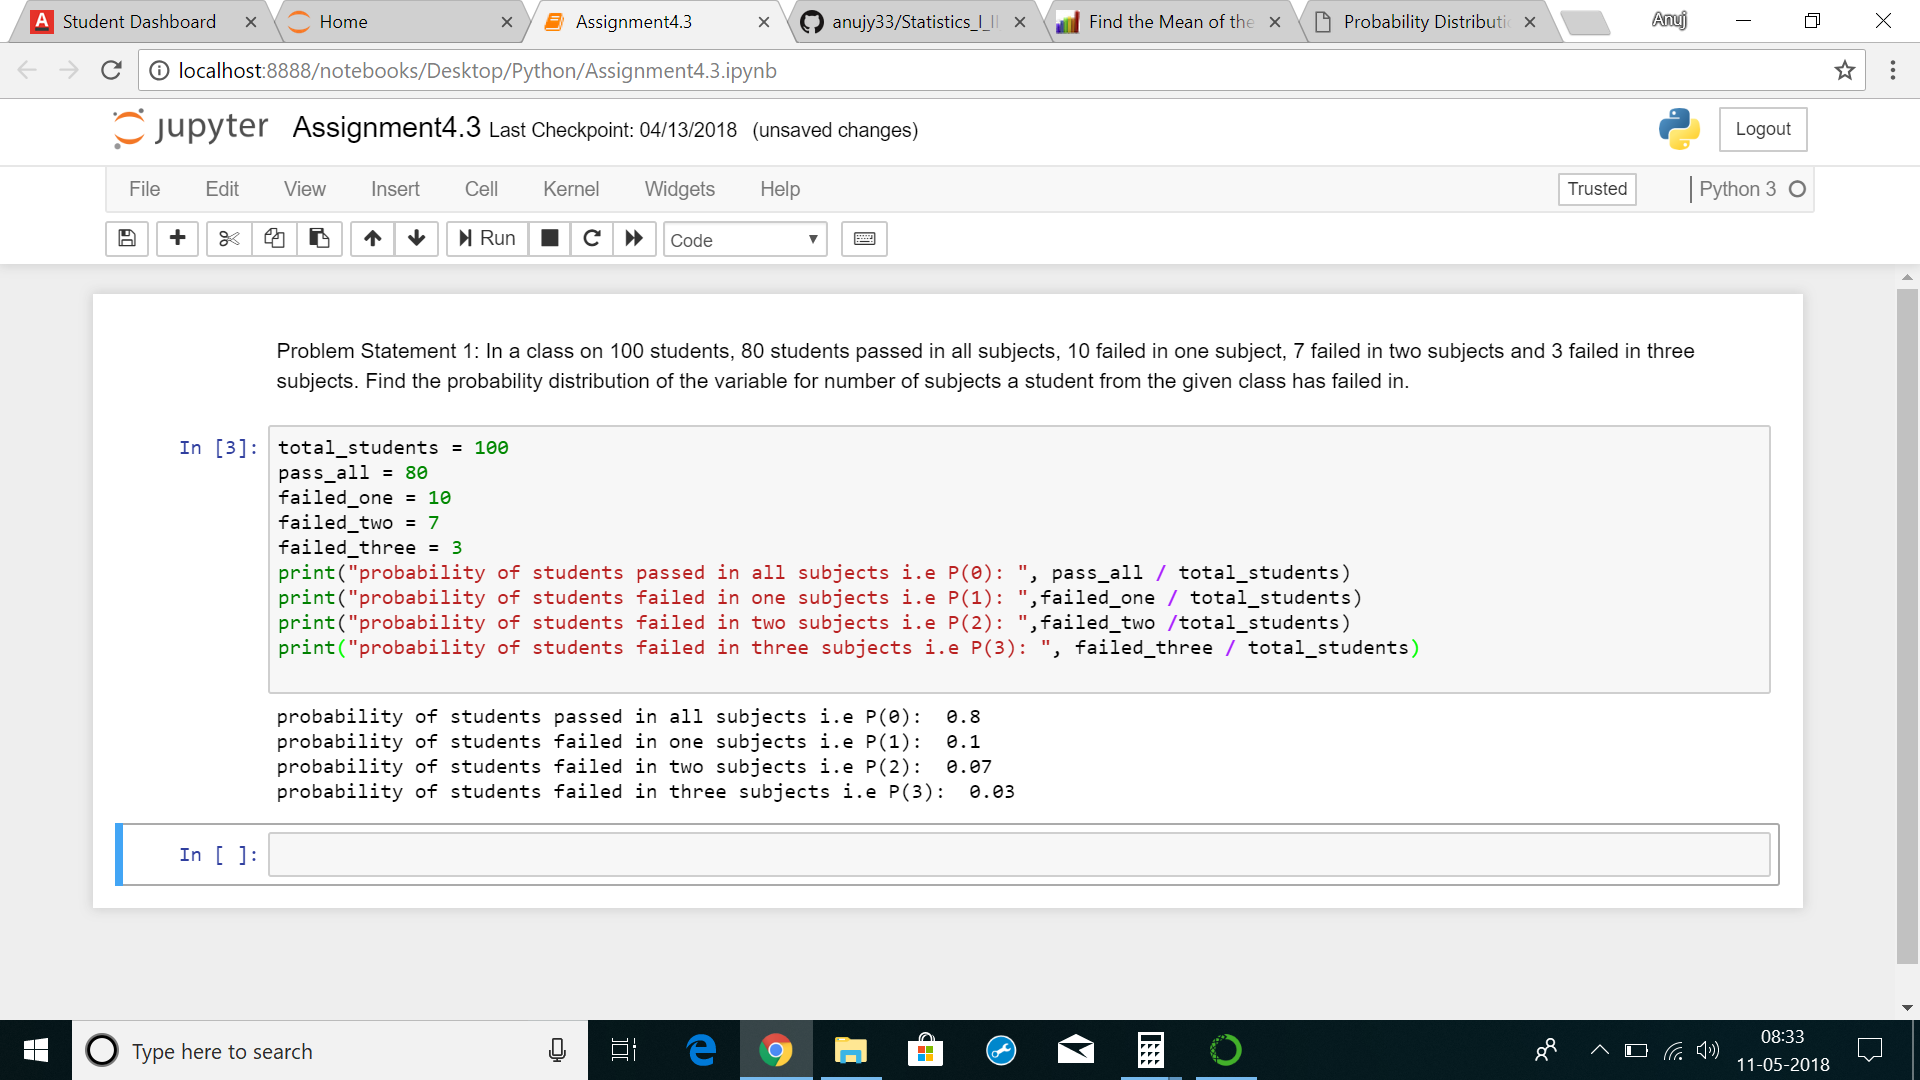 Student Dashboard
Home
Assignment4.3
anujy33/Statistics_I_II
Find the Mean of the
Probability Distributi
Anuj
localhost:8888/notebooks/Desktop/Python/Assignment4.3.ipynb
jupyter Assignment4.3 Last Checkpoint: 04/13/2018 (unsaved changes)
Logout
File Edit View Insert Cell Kernel Widgets Help
Trusted
Python 3
Run
Code
Problem Statement 1: In a class on 100 students, 80 students passed in all subjects, 10 failed in one subject, 7 failed in two subjects and 3 failed in three
subjects. Find the probability distribution of the variable for number of subjects a student from the given class has failed in.
In [3]:
total_students = 100
pass_all = 80
failed_one = 10
failed_two = 7
failed_three = 3
print("probability of students passed in all subjects i.e P(0): ", pass_all / total_students)
print("probability of students failed in one subjects i.e P(1): ",failed_one / total_students)
print("probability of students failed in two subjects i.e P(2): ",failed_two /total_students)
print("probability of students failed in three subjects i.e P(3): ", failed_three / total_students)
probability of students passed in all subjects i.e P(0):  0.8
probability of students failed in one subjects i.e P(1):  0.1
probability of students failed in two subjects i.e P(2):  0.07
probability of students failed in three subjects i.e P(3):  0.03
In [ ]:
Type here to search
08:33
11-05-2018